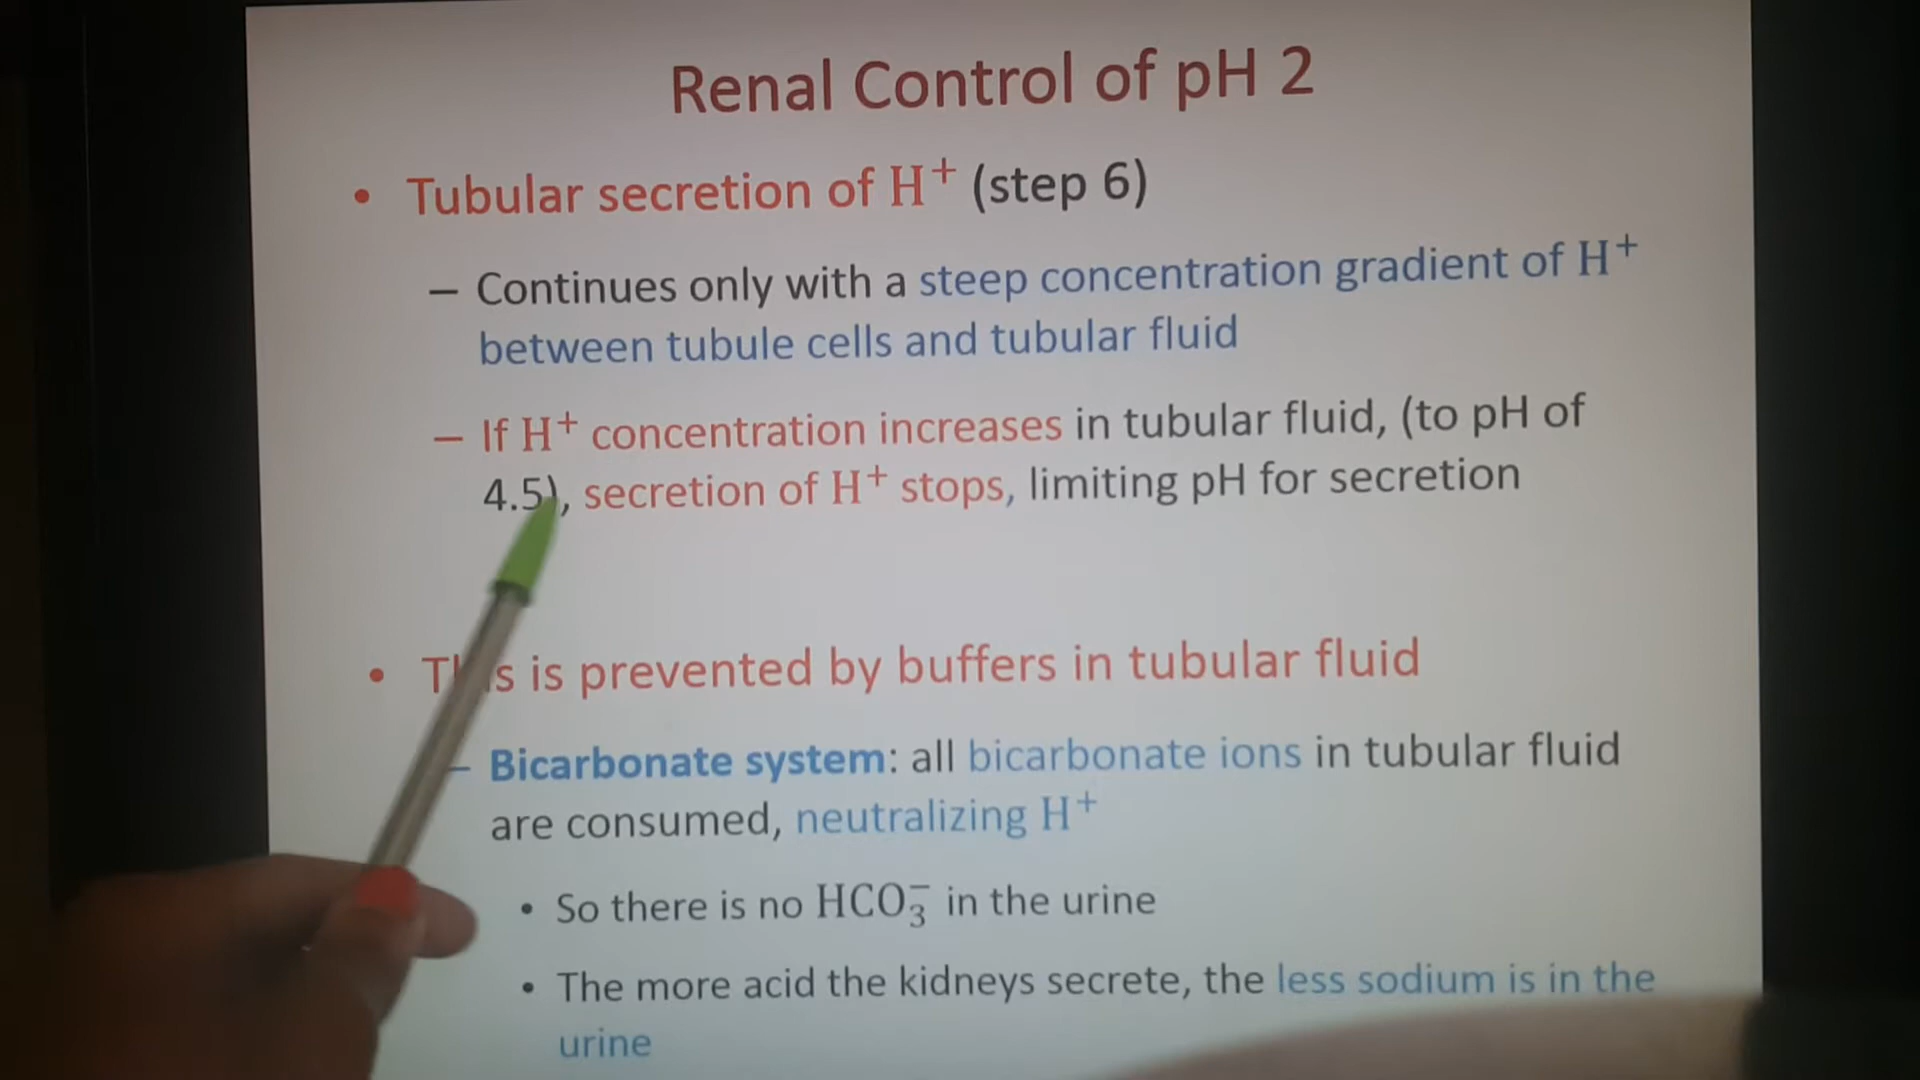 Renal Control of pH 2
• Tubular secretion of H⁺ (step 6)
– Continues only with a steep concentration gradient of H⁺
between tubule cells and tubular fluid
– If H⁺ concentration increases in tubular fluid, (to pH of
4.5), secretion of H⁺ stops, limiting pH for secretion
• This is prevented by buffers in tubular fluid
– Bicarbonate system: all bicarbonate ions in tubular fluid
are consumed, neutralizing H⁺
• So there is no HCO₃⁻ in the urine
• The more acid the kidneys secrete, the less sodium is in the
urine